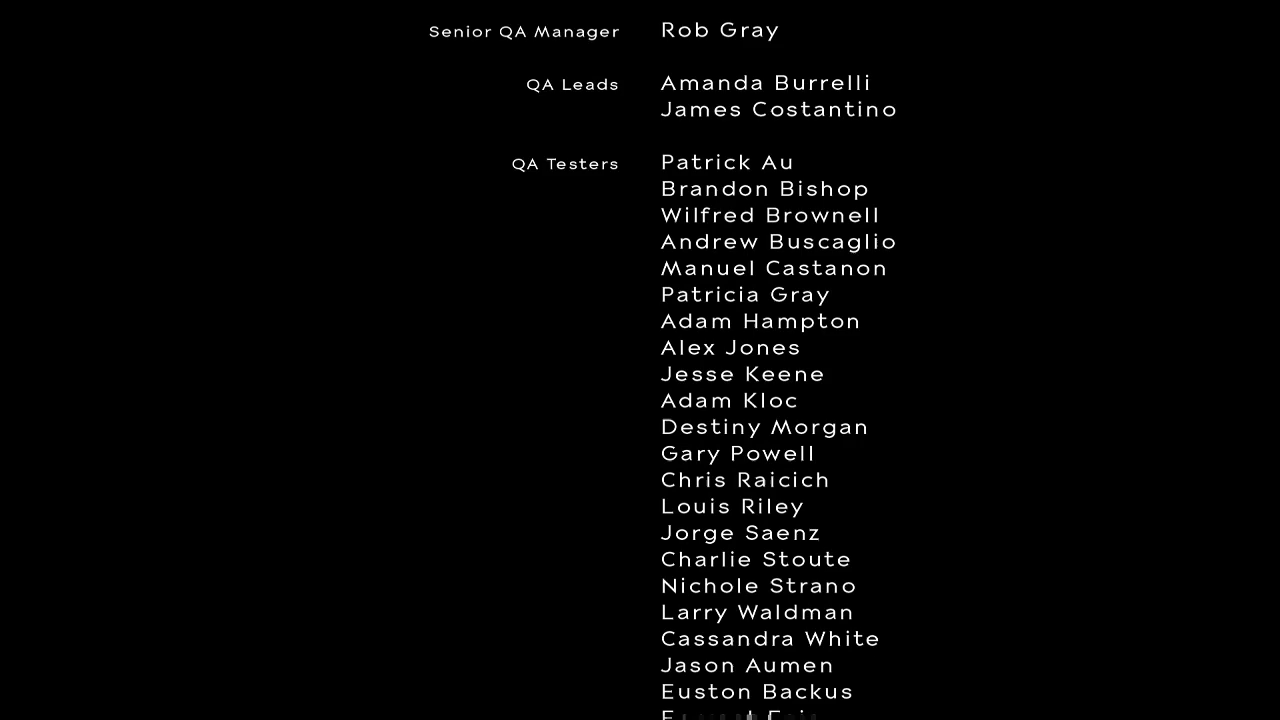 Senior QA Manager Rob Gray
QA Leads Amanda Burrelli
James Costantino
QA Testers Patrick Au
Brandon Bishop
Wilfred Brownell
Andrew Buscaglio
Manuel Castanon
Patricia Gray
Adam Hampton
Alex Jones
Jesse Keene
Adam Kloc
Destiny Morgan
Gary Powell
Chris Raicich
Louis Riley
Jorge Saenz
Charlie Stoute
Nichole Strano
Larry Waldman
Cassandra White
Jason Aumen
Euston Backus